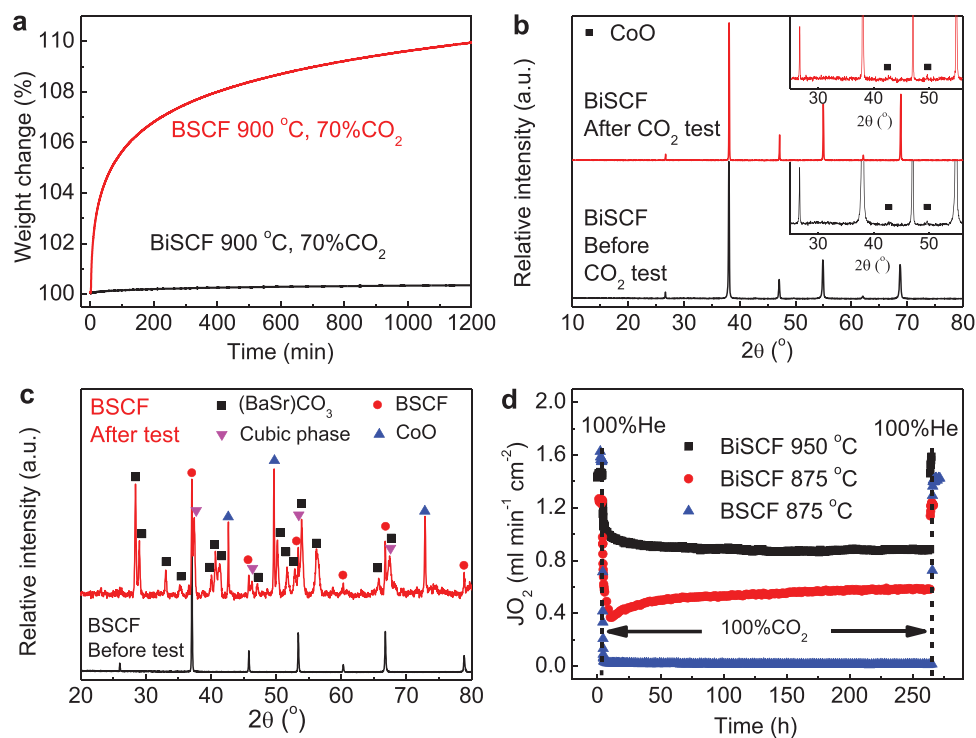 a
110
108
106
104
102
100
Weight change (%)
BSCF 900 °C, 70%CO₂
BiSCF 900 °C, 70%CO₂
0 200 400 600 800 1000 1200
Time (min)
b
■ CoO
Relative intensity (a.u.)
BiSCF
After CO₂ test
30 40 50
2θ (°)
BiSCF
Before
CO₂ test
30 40 50
2θ (°)
10 20 30 40 50 60 70 80
2θ (°)
c
BSCF
After test
■ (BaSr)CO₃
● BSCF
▼ Cubic phase
▲ CoO
Relative intensity (a.u.)
BSCF
Before test
20 30 40 50 60 70 80
2θ (°)
d
2.0
1.6
1.2
0.8
0.4
0.0
JO₂ (ml min⁻¹ cm⁻²)
100%He
100%He
■ BiSCF 950 °C
● BiSCF 875 °C
▲ BSCF 875 °C
100%CO₂
0 50 100 150 200 250
Time (h)